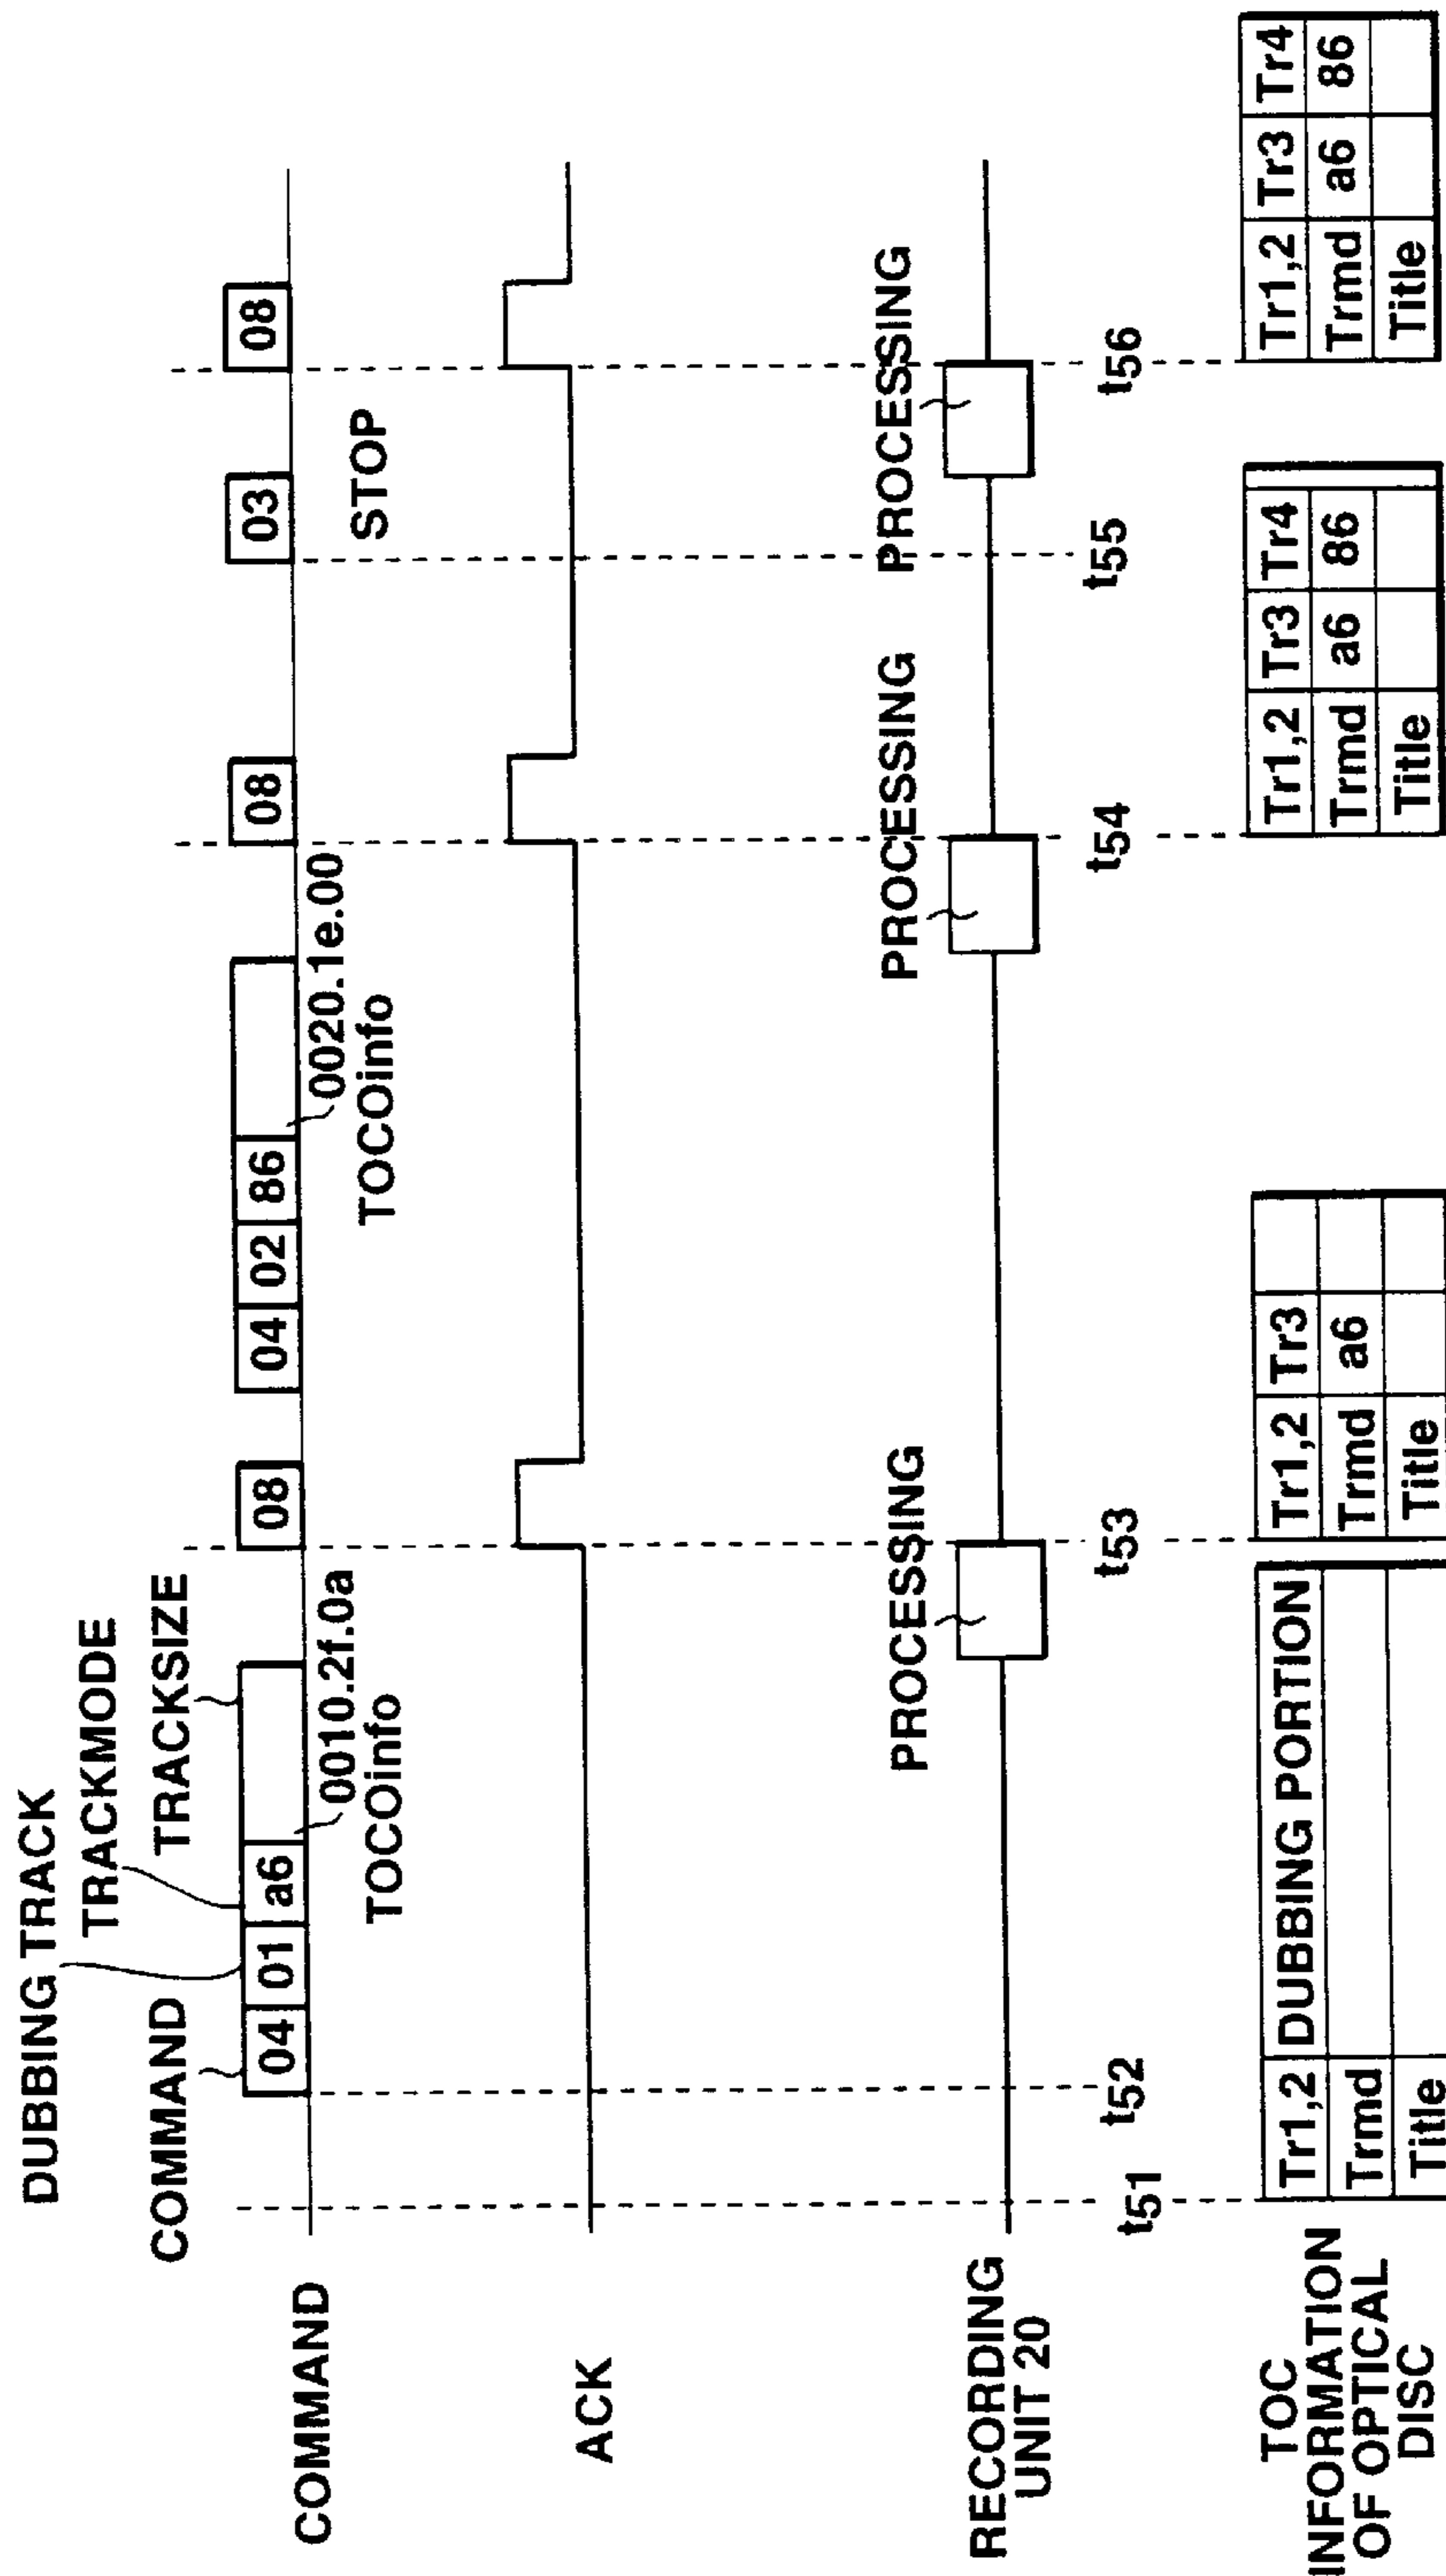 DUBBING TRACK
TRACKMODE
COMMAND
TRACKSIZE
COMMAND
04 01 a6
08
04 02 86
08
03
08
0010.2f.0a
TOCOinfo
0020.1e.00
TOCOinfo
STOP
ACK
RECORDING
UNIT 20
PROCESSING
PROCESSING
PROCESSING
t51
t52
t53
t54
t55
t56
TOC
INFORMATION
OF OPTICAL
DISC
Tr1,2 DUBBING PORTION
Trmd
Title
Tr1,2 Tr3
Trmd a6
Title
Tr1,2 Tr3 Tr4
Trmd a6 86
Title
Tr1,2 Tr3 Tr4
Trmd a6 86
Title